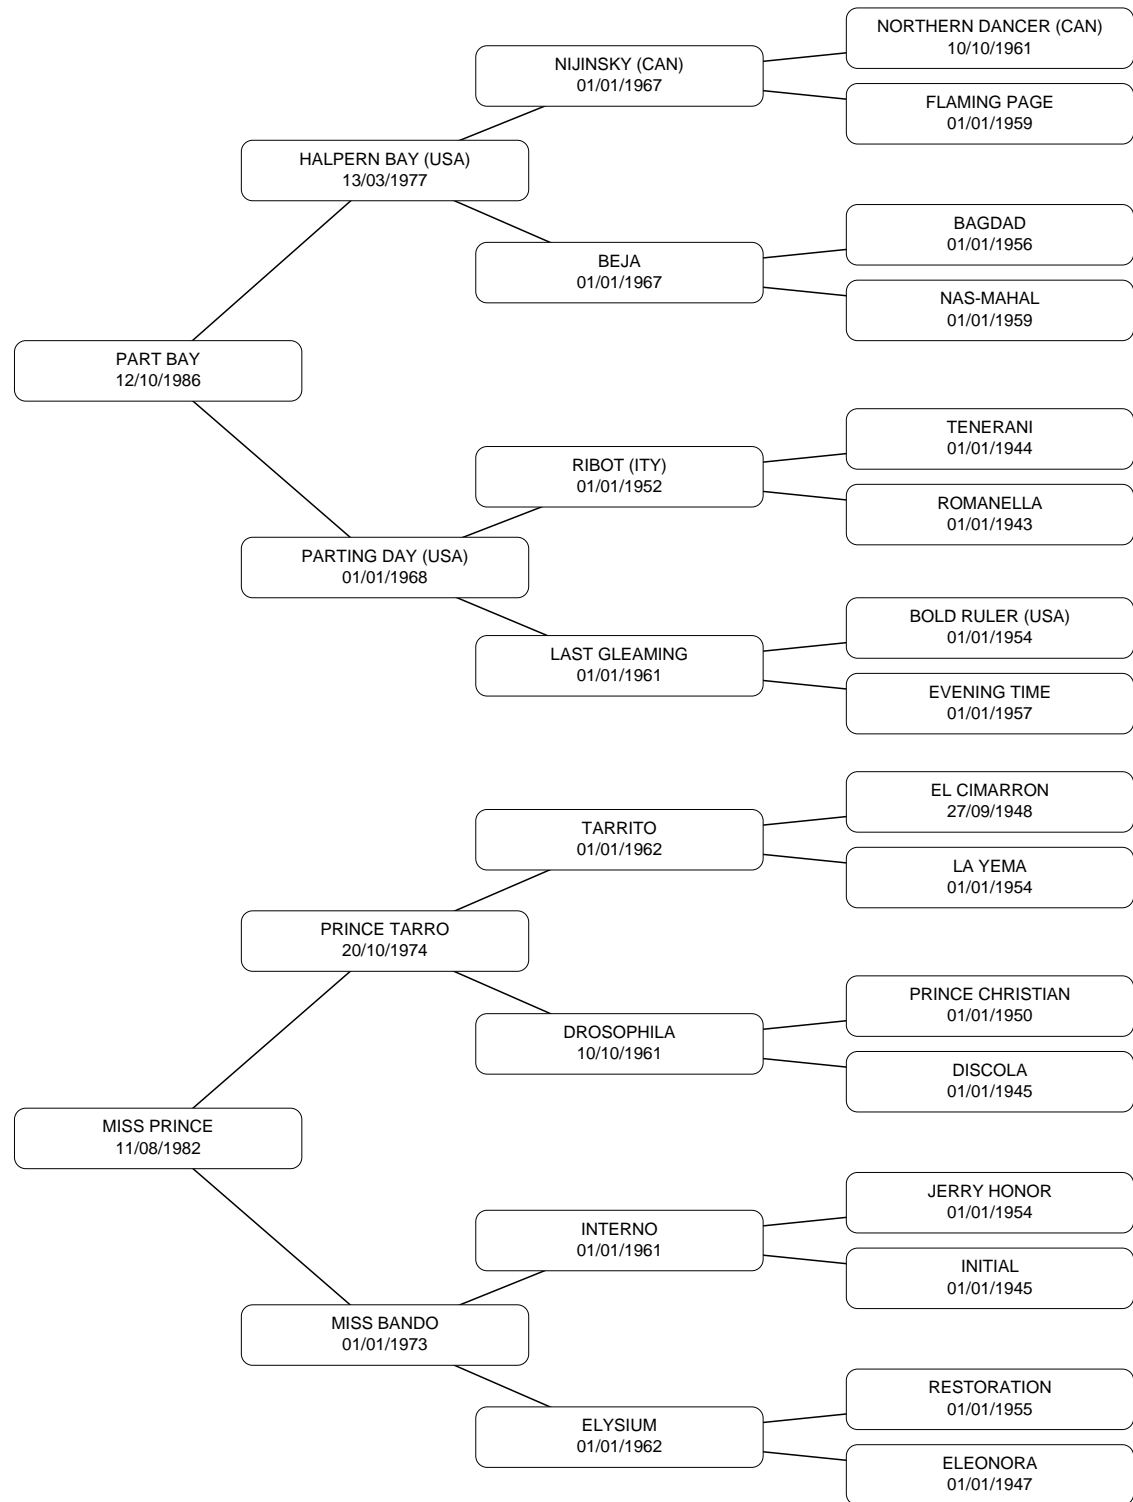 NORTHERN DANCER (CAN)
10/10/1961
NIJINSKY (CAN)
01/01/1967
FLAMING PAGE
01/01/1959
HALPERN BAY (USA)
13/03/1977
BAGDAD
01/01/1956
BEJA
01/01/1967
NAS-MAHAL
01/01/1959
PART BAY
12/10/1986
TENERANI
01/01/1944
RIBOT (ITY)
01/01/1952
ROMANELLA
01/01/1943
PARTING DAY (USA)
01/01/1968
BOLD RULER (USA)
01/01/1954
LAST GLEAMING
01/01/1961
EVENING TIME
01/01/1957
EL CIMARRON
27/09/1948
TARRITO
01/01/1962
LA YEMA
01/01/1954
PRINCE TARRO
20/10/1974
PRINCE CHRISTIAN
01/01/1950
DROSOPHILA
10/10/1961
DISCOLA
01/01/1945
MISS PRINCE
11/08/1982
JERRY HONOR
01/01/1954
INTERNO
01/01/1961
INITIAL
01/01/1945
MISS BANDO
01/01/1973
RESTORATION
01/01/1955
ELYSIUM
01/01/1962
ELEONORA
01/01/1947